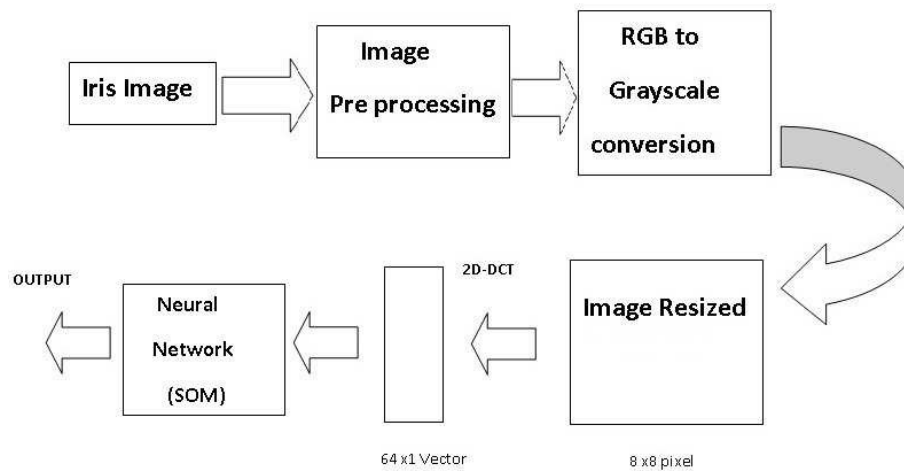 Iris Image
Image
Pre processing
RGB to
Grayscale
conversion
Image Resized
8 x8 pixel
2D-DCT
64 x1 Vector
Neural
Network
(SOM)
OUTPUT